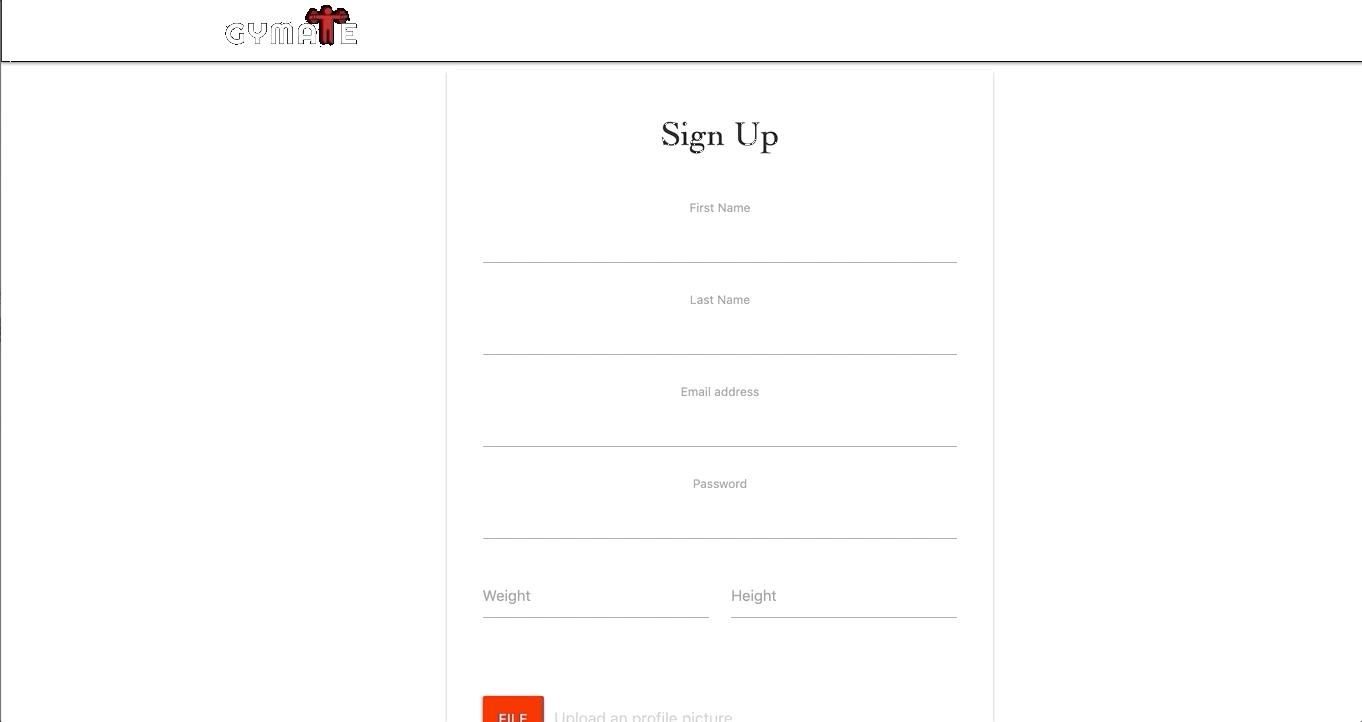 GYMATE
Sign Up
First Name
Last Name
Email address
Password
Weight Height
FILE Upload an profile picture